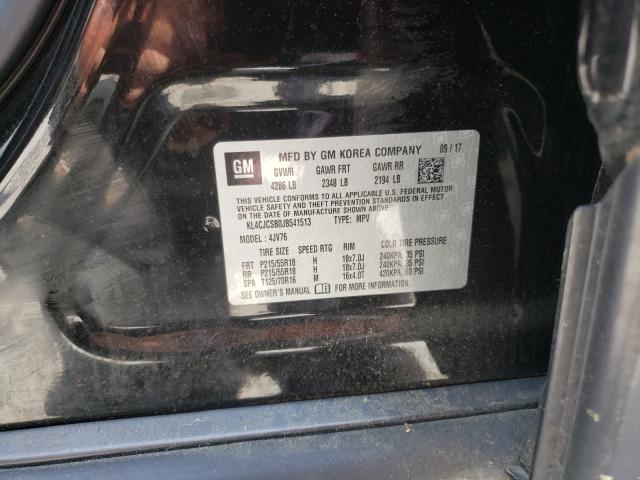 GM MFD BY GM KOREA COMPANY 09 / 17
GVWR GAWR FRT GAWR RR
4286 LB 2348 LB 2194 LB
THIS VEHICLE CONFORMS TO ALL APPLICABLE U.S. FEDERAL MOTOR
VEHICLE SAFETY, BUMPER, AND THEFT PREVENTION STANDARDS IN
EFFECT ON THE DATE OF MANUFACTURE SHOWN ABOVE.
KL4CJCSB0JB541513 TYPE: MPV
MODEL: 4JV76
TIRE SIZE SPEED RTG RIM COLD TIRE PRESSURE
FRT P215/55R18 H 18x7.0J 240KPA, 35 PSI
RR P215/55R18 H 18x7.0J 240KPA, 35 PSI
SPA T125/70R16 M 16x4.0T 420KPA, 60 PSI
SEE OWNER'S MANUAL FOR MORE INFORMATION.